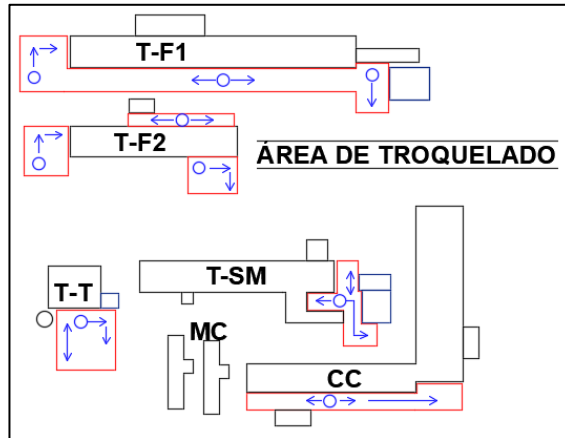 T-F1
T-F2
ÁREA DE TROQUELADO
T-SM
T-T
MC
CC